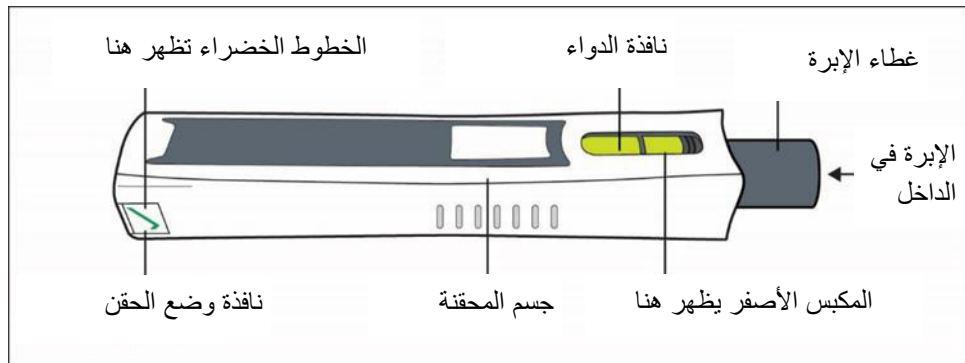 الخطوط الخضراء تظهر هنا
نافذة الدواء
غطاء الإبرة
الإبرة في
الداخل
نافذة وضع الحقن
جسم المحقنة
المكبس الأصفر يظهر هنا